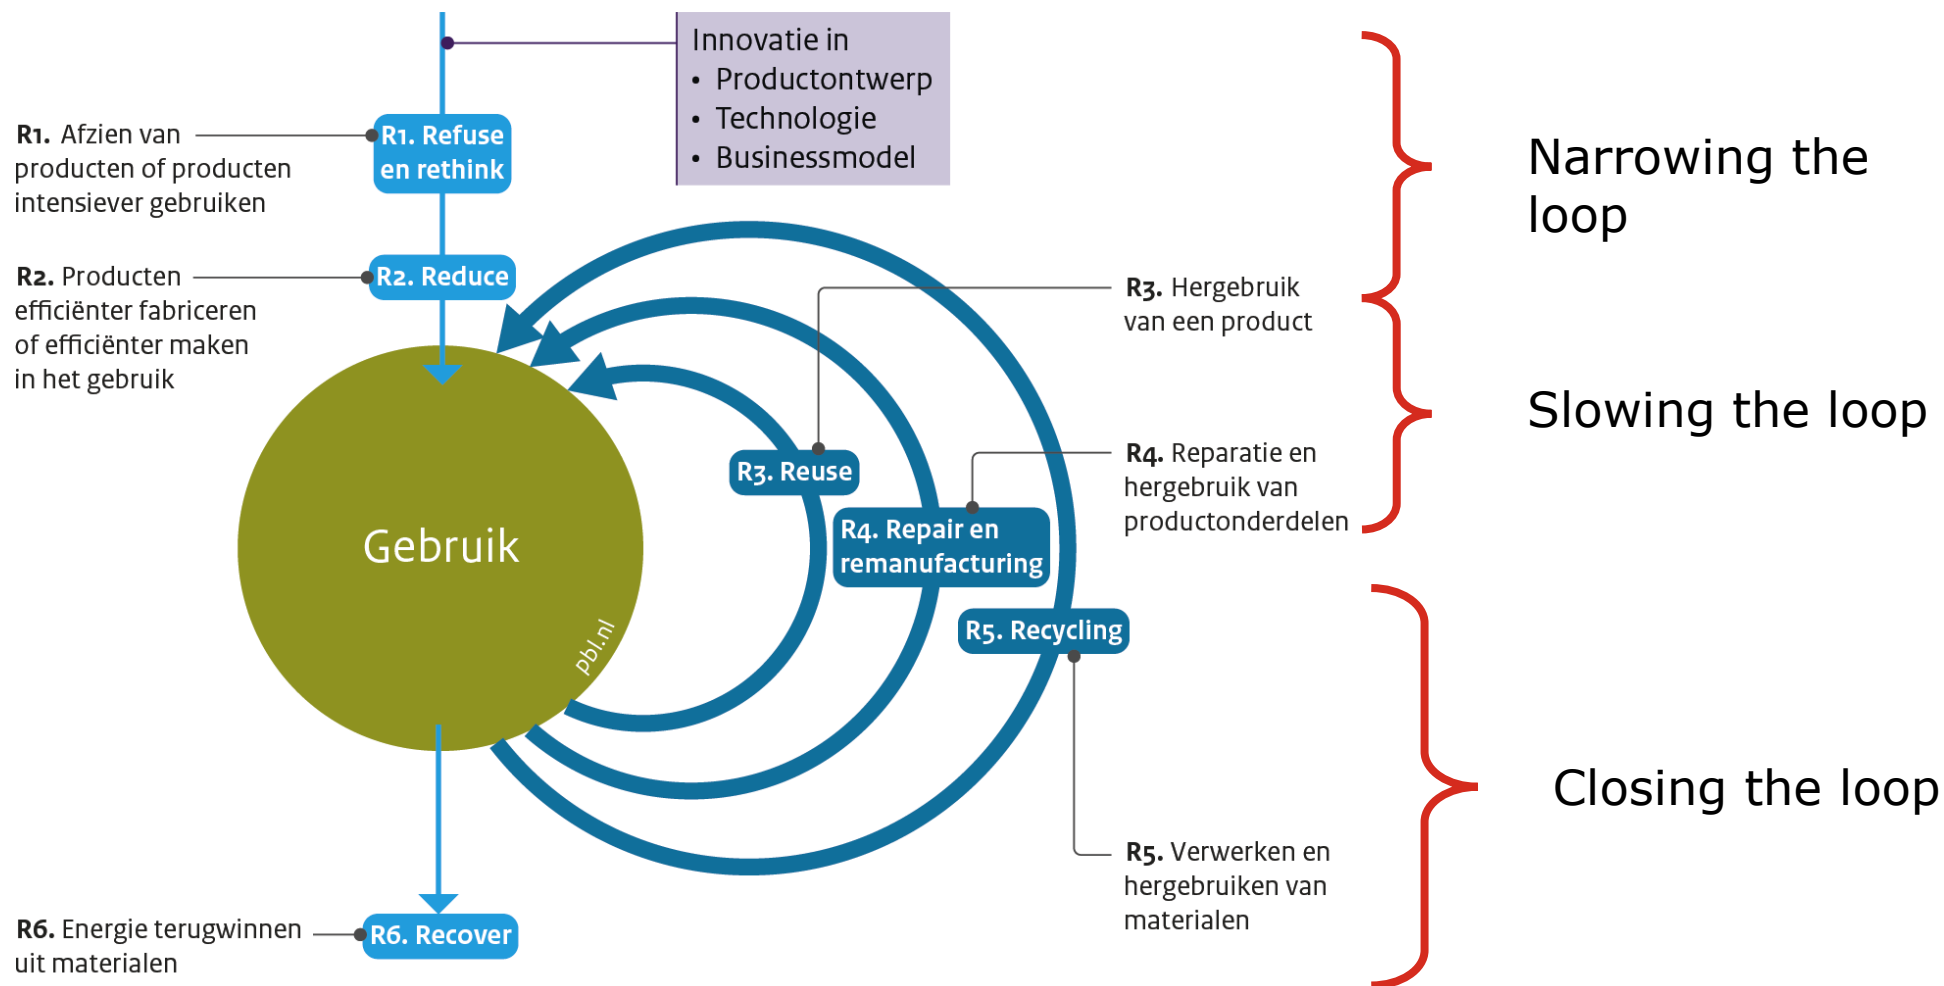 Innovatie in
• Productontwerp
• Technologie
• Businessmodel
R1. Afzien van
producten of producten
intensiever gebruiken
R1. Refuse
en rethink
Narrowing the
loop
R2. Producten
efficiënter fabriceren
of efficiënter maken
in het gebruik
R2. Reduce
R3. Hergebruik
van een product
Slowing the loop
R3. Reuse
R4. Reparatie en
hergebruik van
productonderdelen
R4. Repair en
remanufacturing
Gebruik
pbl.nl
R5. Recycling
Closing the loop
R5. Verwerken en
hergebruiken van
materialen
R6. Energie terugwinnen
uit materialen
R6. Recover